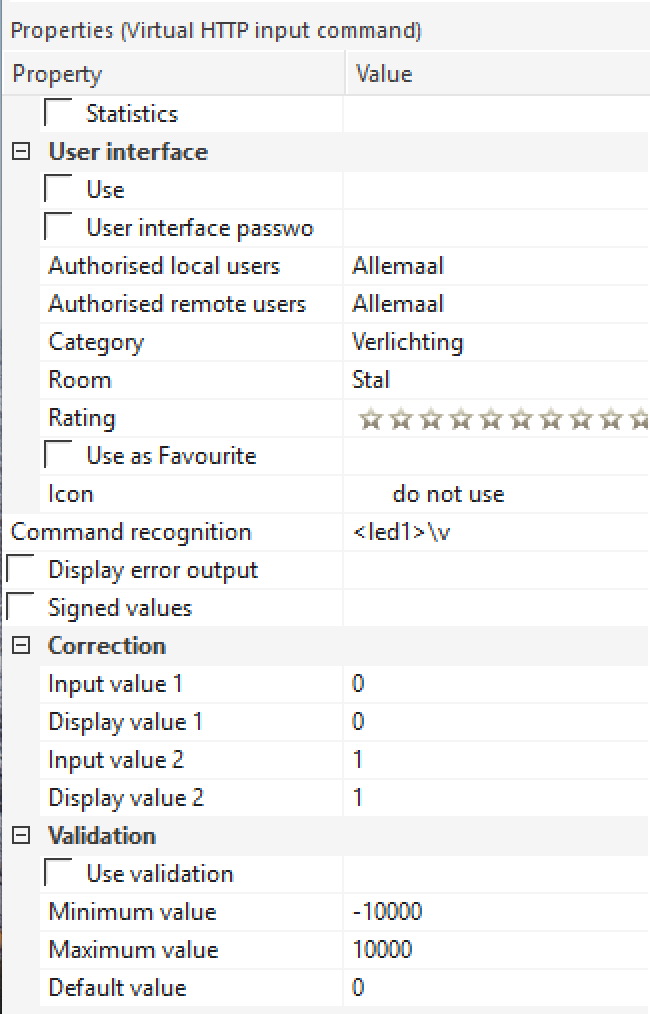 Properties (Virtual HTTP input command)
Property Value
Statistics
User interface
Use
User interface passwo
Authorised local users Allemaal
Authorised remote users Allemaal
Category Verlichting
Room Stal
Rating
Use as Favourite
Icon do not use
Command recognition <led1>\v
Display error output
Signed values
Correction
Input value 1 0
Display value 1 0
Input value 2 1
Display value 2 1
Validation
Use validation
Minimum value -10000
Maximum value 10000
Default value 0